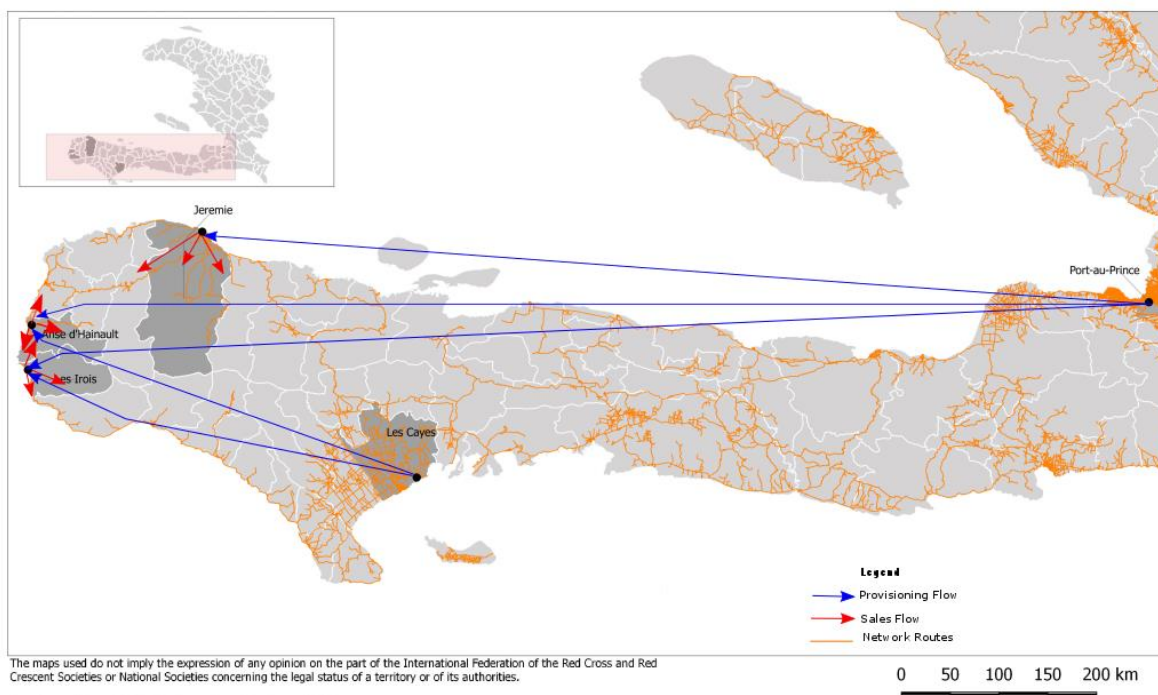 Jeremie
Port-au-Prince
Anse d'Hainault
Les Irois
Les Cayes
Legend
Provisioning Flow
Sales Flow
Network Routes
The maps used do not imply the expression of any opinion on the part of the International Federation of the Red Cross and Red
Crescent Societies or National Societies concerning the legal status of a territory or of its authorities.
0 50 100 150 200 km